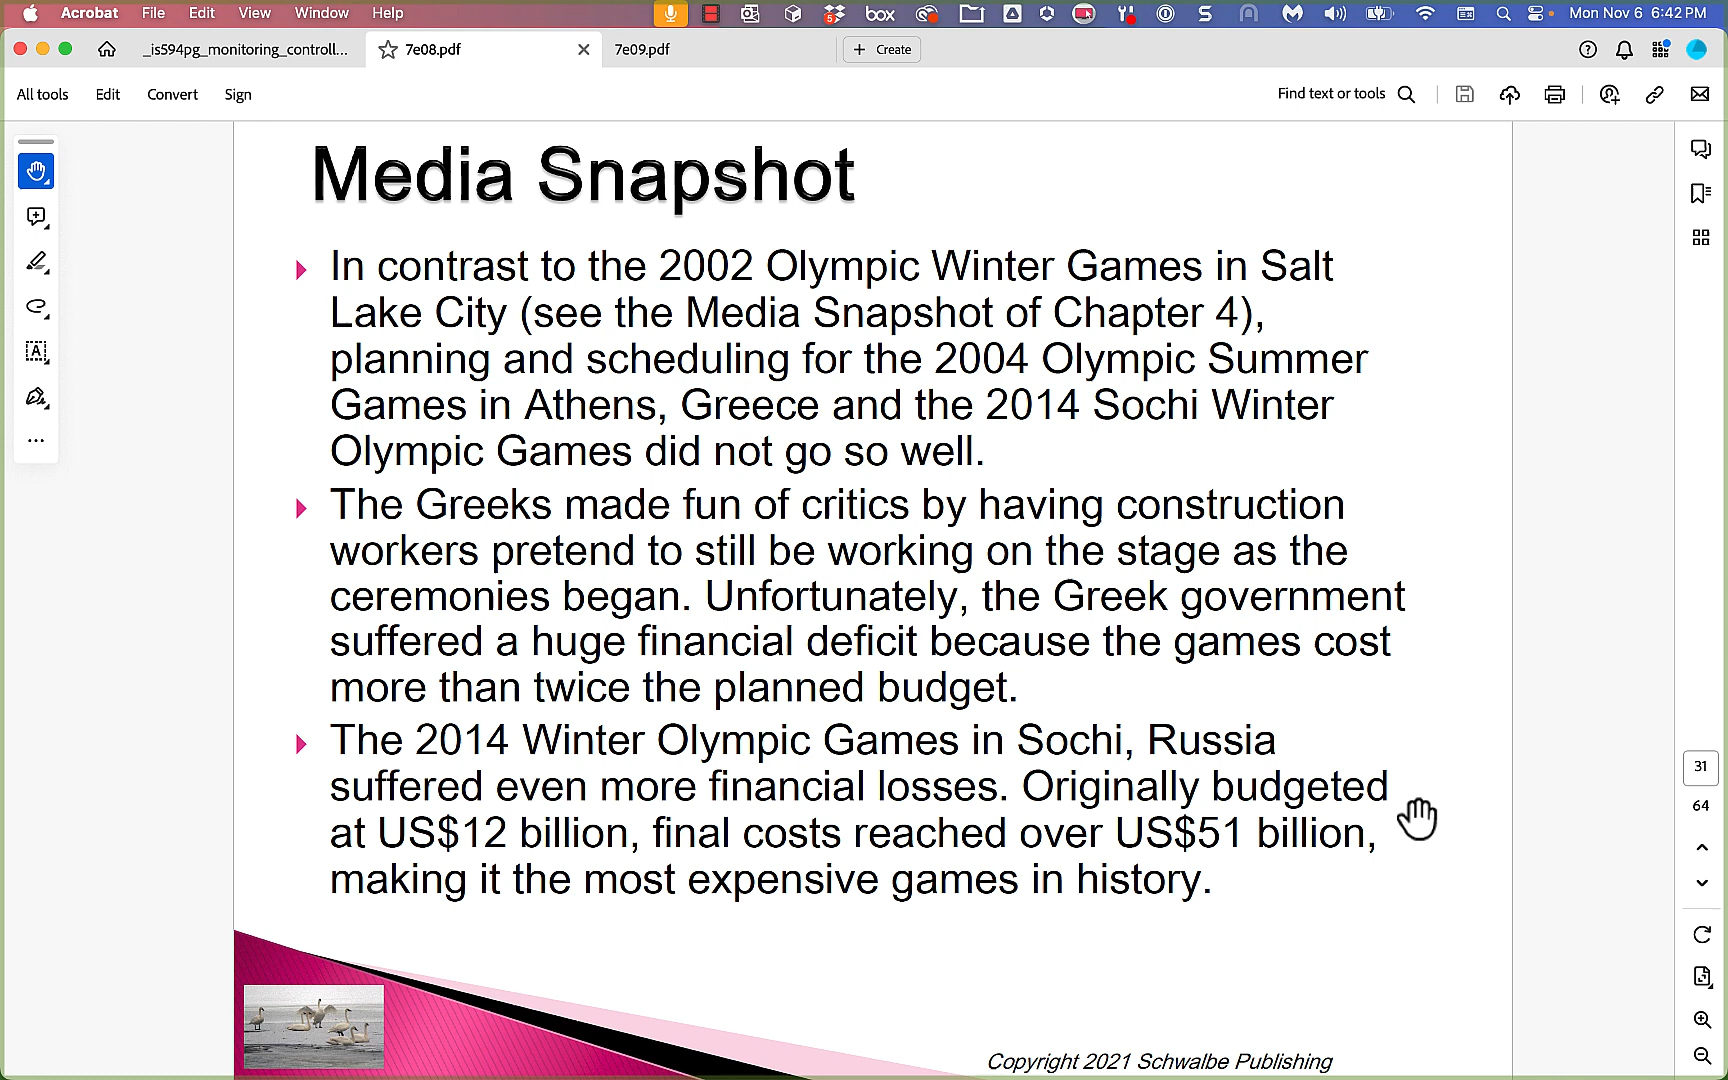 Acrobat File Edit View Window Help
5 box S Mon Nov 6 6:42 PM
_is594pg_monitoring_controll... 7e08.pdf 7e09.pdf + Create
All tools Edit Convert Sign Find text or tools
Media Snapshot
In contrast to the 2002 Olympic Winter Games in Salt
Lake City (see the Media Snapshot of Chapter 4),
planning and scheduling for the 2004 Olympic Summer
Games in Athens, Greece and the 2014 Sochi Winter
Olympic Games did not go so well.
The Greeks made fun of critics by having construction
workers pretend to still be working on the stage as the
ceremonies began. Unfortunately, the Greek government
suffered a huge financial deficit because the games cost
more than twice the planned budget.
The 2014 Winter Olympic Games in Sochi, Russia
suffered even more financial losses. Originally budgeted
at US$12 billion, final costs reached over US$51 billion,
making it the most expensive games in history.
31
64
Copyright 2021 Schwalbe Publishing